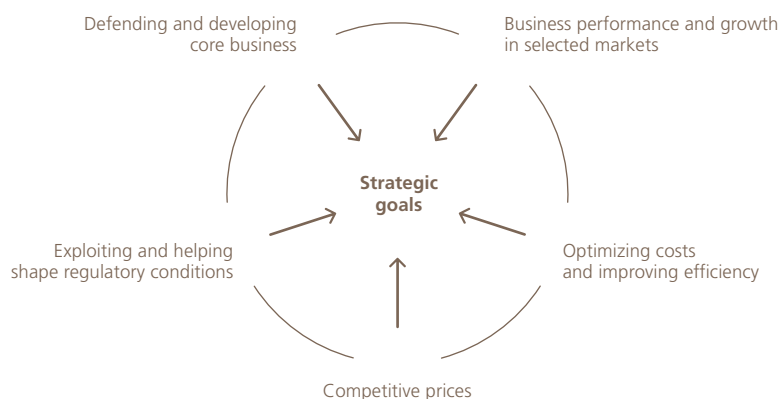 Defending and developing
core business
Business performance and growth
in selected markets
Strategic
goals
Exploiting and helping
shape regulatory conditions
Optimizing costs
and improving efficiency
Competitive prices